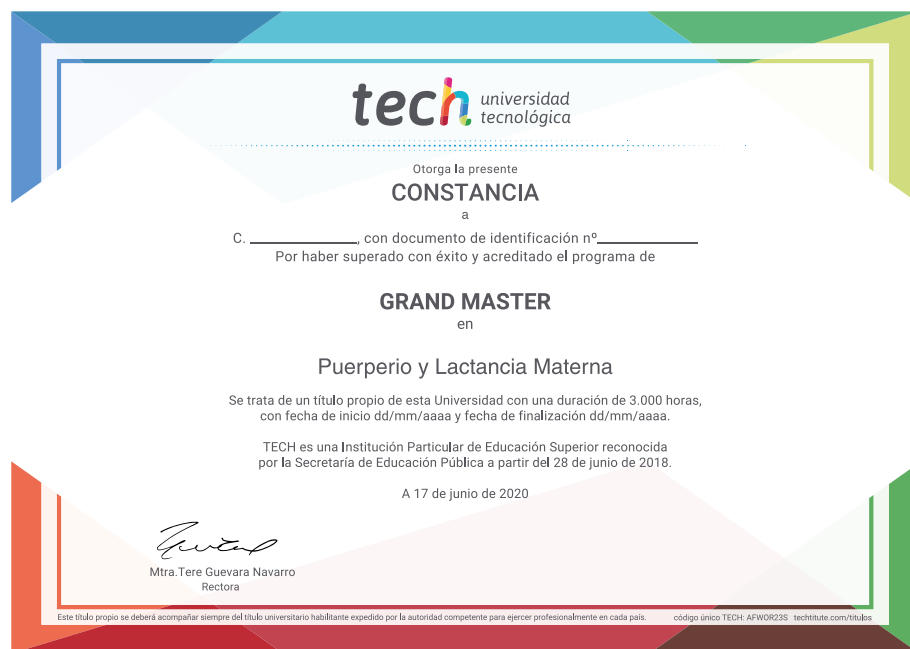 tech universidad
tecnológica
Otorga la presente
CONSTANCIA
a
C. ______________, con documento de identificación nº______________
Por haber superado con éxito y acreditado el programa de
GRAND MASTER
en
Puerperio y Lactancia Materna
Se trata de un título propio de esta Universidad con una duración de 3.000 horas,
con fecha de inicio dd/mm/aaaa y fecha de finalización dd/mm/aaaa.
TECH es una Institución Particular de Educación Superior reconocida
por la Secretaría de Educación Pública a partir del 28 de junio de 2018.
A 17 de junio de 2020
Mtra.Tere Guevara Navarro
Rectora
Este título propio se deberá acompañar siempre del título universitario habilitante expedido por la autoridad competente para ejercer profesionalmente en cada país. código único TECH: AFWOR23S techtitute.com/titulos